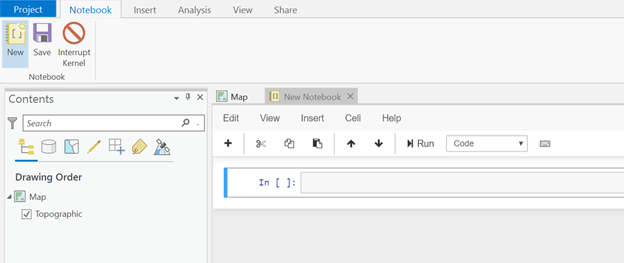 Project Notebook Insert Analysis View Share
New Save Interrupt
Kernel
Notebook
Contents
Search
Drawing Order
Map
Topographic
Map New Notebook
Edit View Insert Cell Help
Run Code
In [ ]: